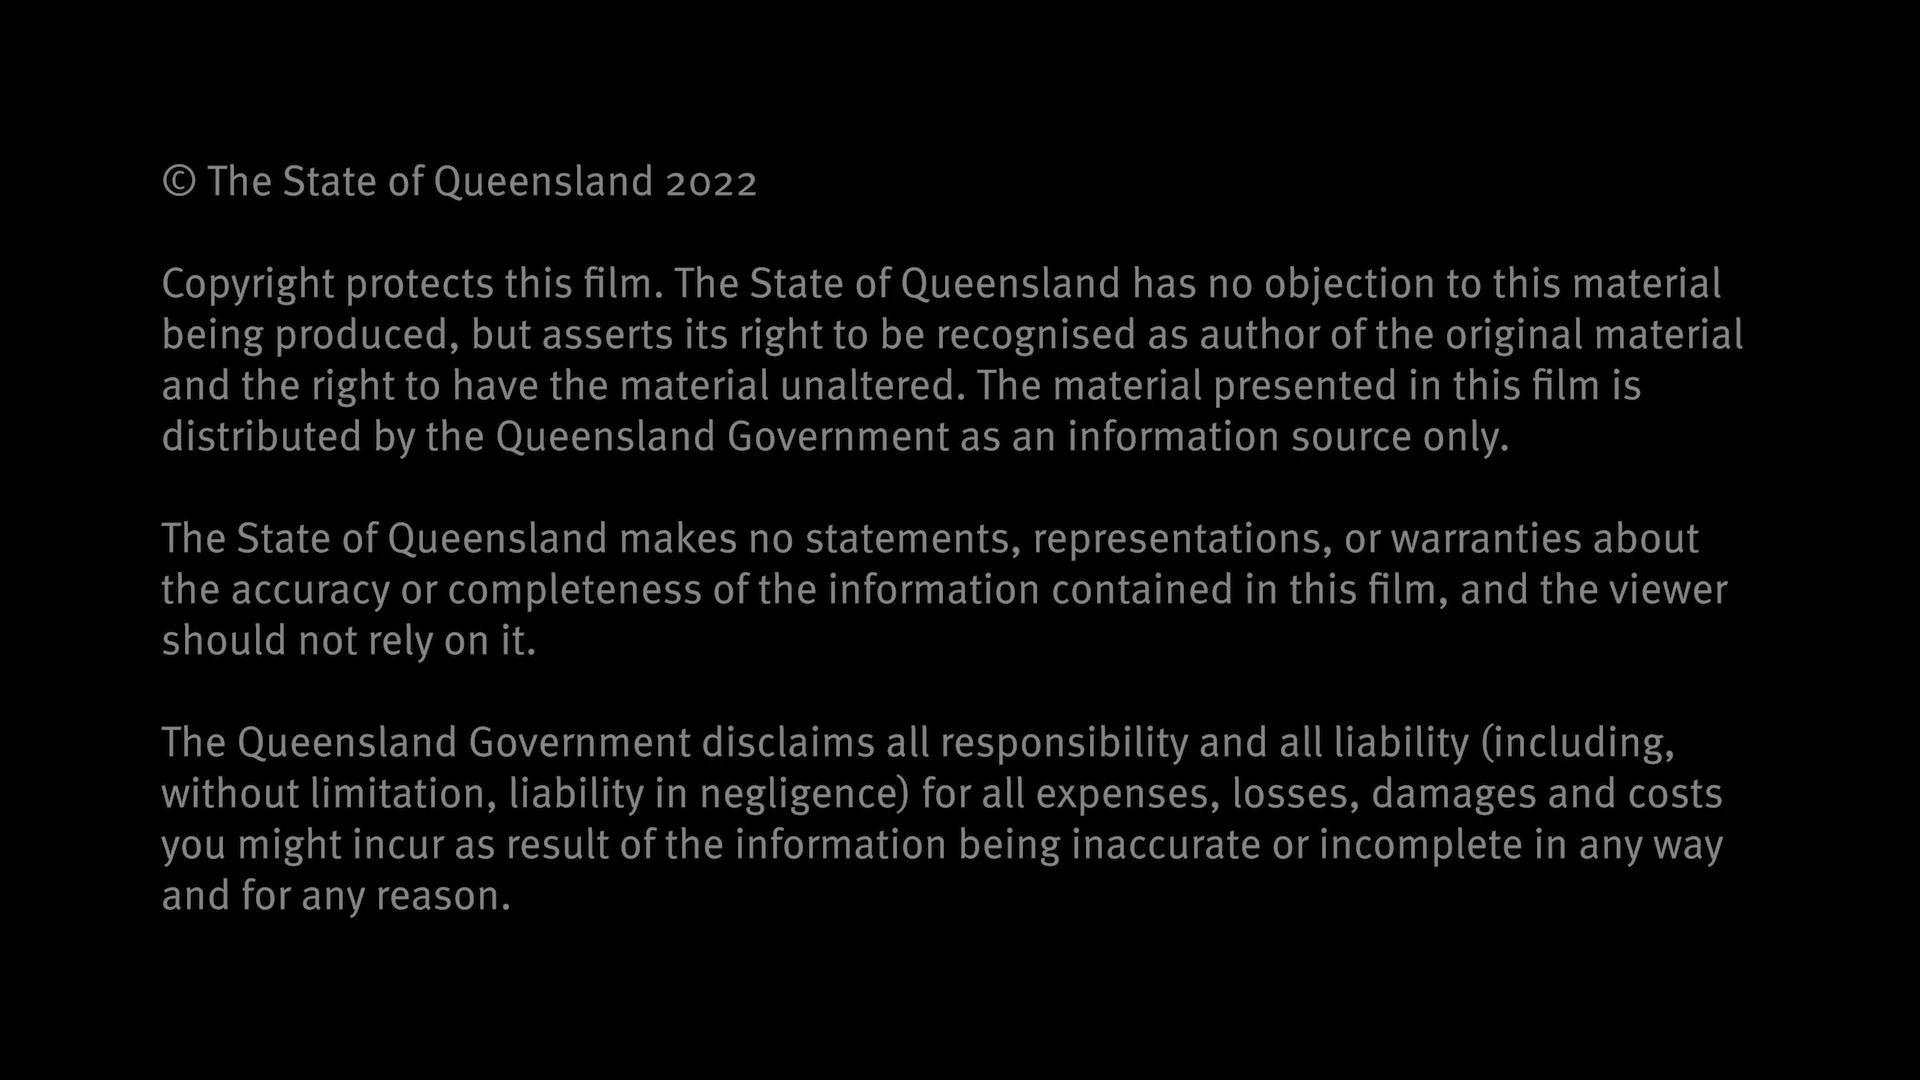 © The State of Queensland 2022
Copyright protects this film. The State of Queensland has no objection to this material
being produced, but asserts its right to be recognised as author of the original material
and the right to have the material unaltered. The material presented in this film is
distributed by the Queensland Government as an information source only.
The State of Queensland makes no statements, representations, or warranties about
the accuracy or completeness of the information contained in this film, and the viewer
should not rely on it.
The Queensland Government disclaims all responsibility and all liability (including,
without limitation, liability in negligence) for all expenses, losses, damages and costs
you might incur as result of the information being inaccurate or incomplete in any way
and for any reason.